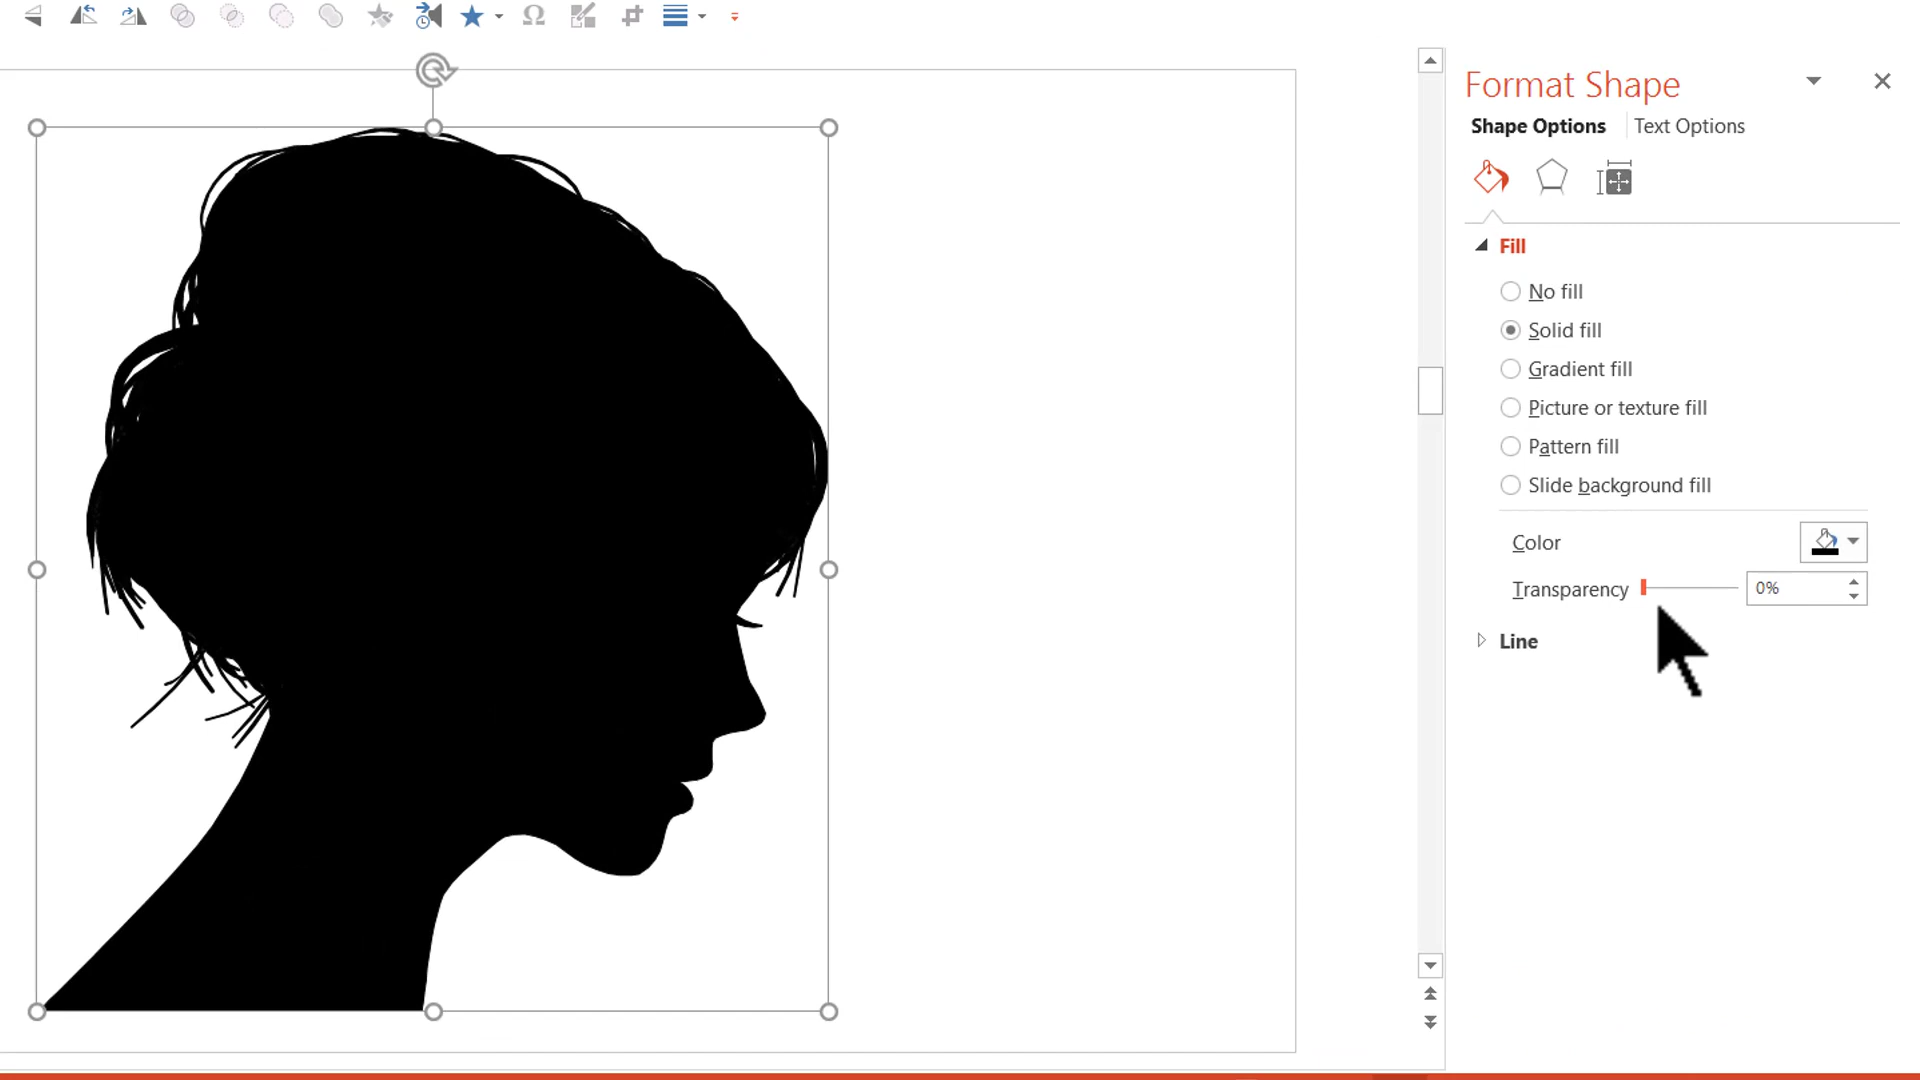 Format Shape
Shape Options Text Options
Fill
No fill
Solid fill
Gradient fill
Picture or texture fill
Pattern fill
Slide background fill
Color
Transparency 0%
Line